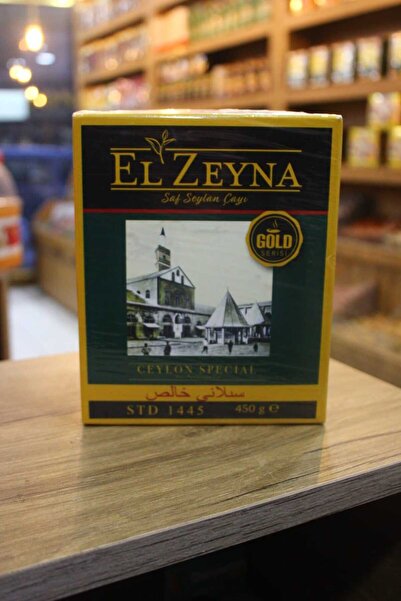 EL ZEYNA
Saf Seylan Çayı
GOLD
SERİSİ
CEYLON SPECIAL
سيلاني خالص
STD 1445
450 g ℮